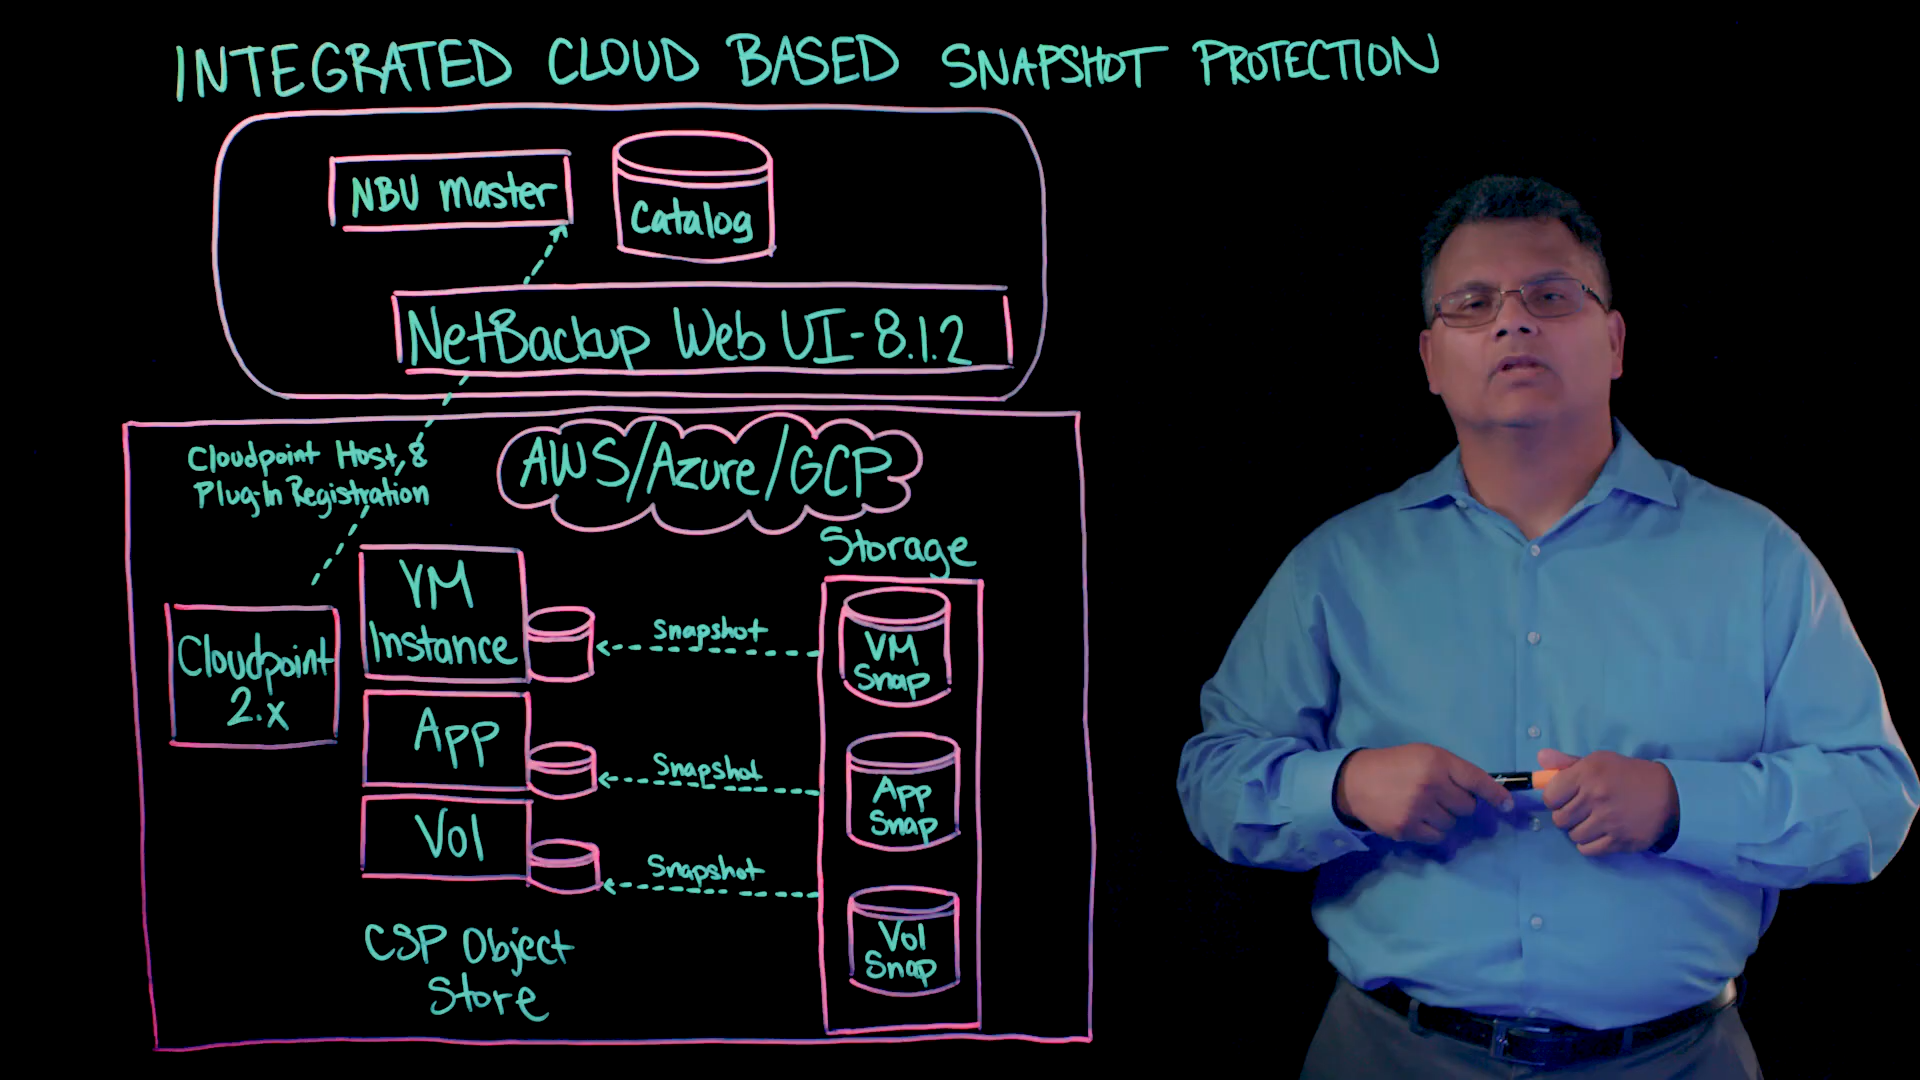 INTEGRATED CLOUD BASED SNAPSHOT PROTECTION
NBU master
Catalog
NetBackup Web UI-8.1.2
Cloudpoint Host, &
Plug-In Registration
AWS/Azure/GCP
Storage
VM
Instance
Snapshot
VM
Snap
Cloudpoint
2.x
App
Snapshot
App
Snap
Vol
Snapshot
Vol
Snap
CSP Object
Store